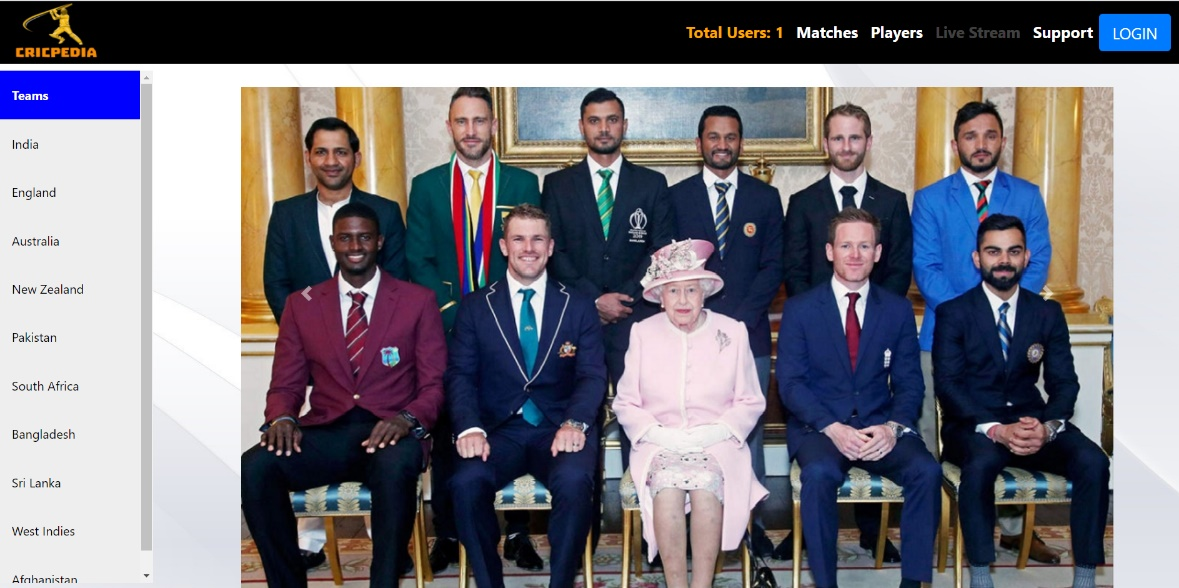 CRICPEDIA
Total Users: 1 Matches Players Live Stream Support LOGIN
Teams
India
England
Australia
New Zealand
Pakistan
South Africa
Bangladesh
Sri Lanka
West Indies
Afghanistan